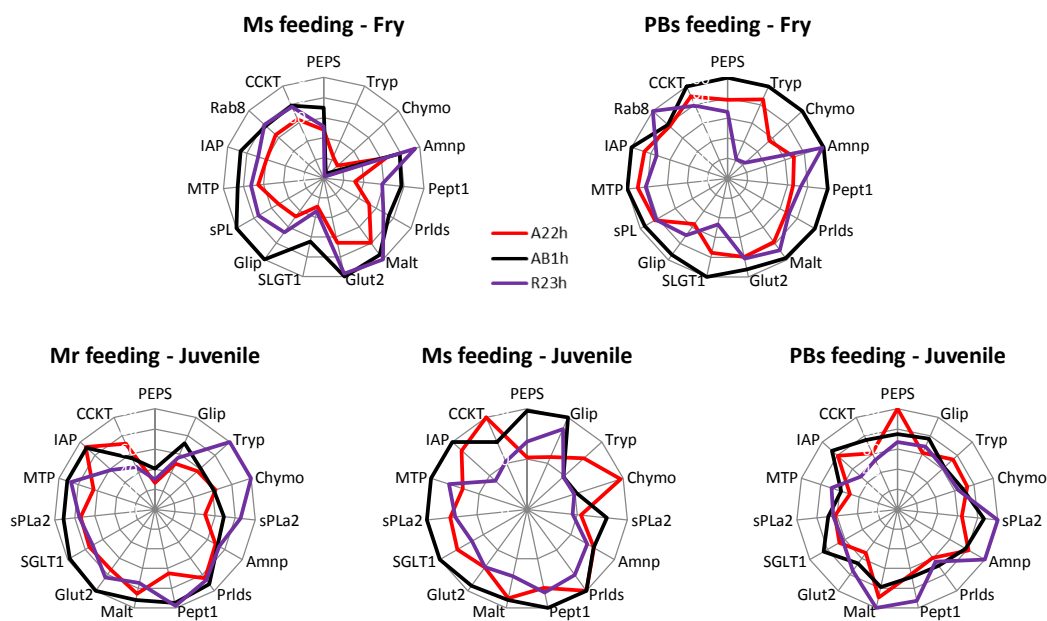 Ms feeding - Fry
PEPS
Tryp
Chymo
Amnp
Pept1
Prlds
Malt
Glut2
SLGT1
Glip
sPL
MTP
IAP
Rab8
CCKT
PBs feeding - Fry
PEPS
Tryp
Chymo
Amnp
Pept1
Prlds
Malt
Glut2
SLGT1
Glip
sPL
MTP
IAP
Rab8
CCKT
A22h
AB1h
R23h
Mr feeding - Juvenile
PEPS
Glip
Tryp
Chymo
sPLa2
Amnp
Prlds
Pept1
Malt
Glut2
SGLT1
sPLa2
MTP
IAP
CCKT
Ms feeding - Juvenile
PEPS
Glip
Tryp
Chymo
sPLa2
Amnp
Prlds
Pept1
Malt
Glut2
SGLT1
sPLa2
MTP
IAP
CCKT
PBs feeding - Juvenile
PEPS
Glip
Tryp
Chymo
sPLa2
Amnp
Prlds
Pept1
Malt
Glut2
SGLT1
sPLa2
MTP
IAP
CCKT